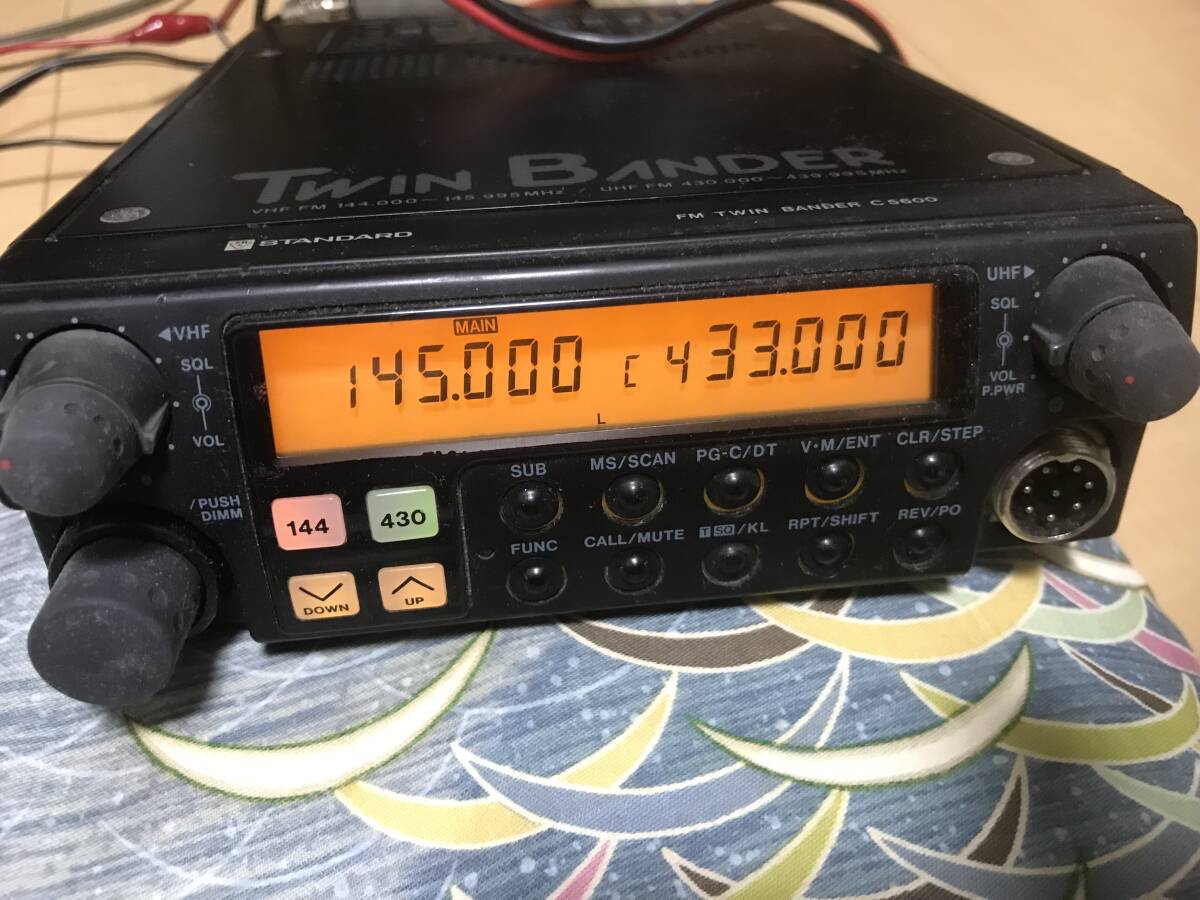 TWIN BANDER
VHF FM 144.000~145.995MHz / UHF FM 430.000~439.995MHz
FM TWIN BANDER C5600
STANDARD
◀VHF
UHF▶
SQL
VOL
SQL
VOL
P.PWR
MAIN
145.000 C 433.000
L
/PUSH
DIMM
144
430
DOWN
UP
SUB
MS/SCAN
PG-C/DT
V•M/ENT
CLR/STEP
FUNC
CALL/MUTE
T SQ/KL
RPT/SHIFT
REV/PO